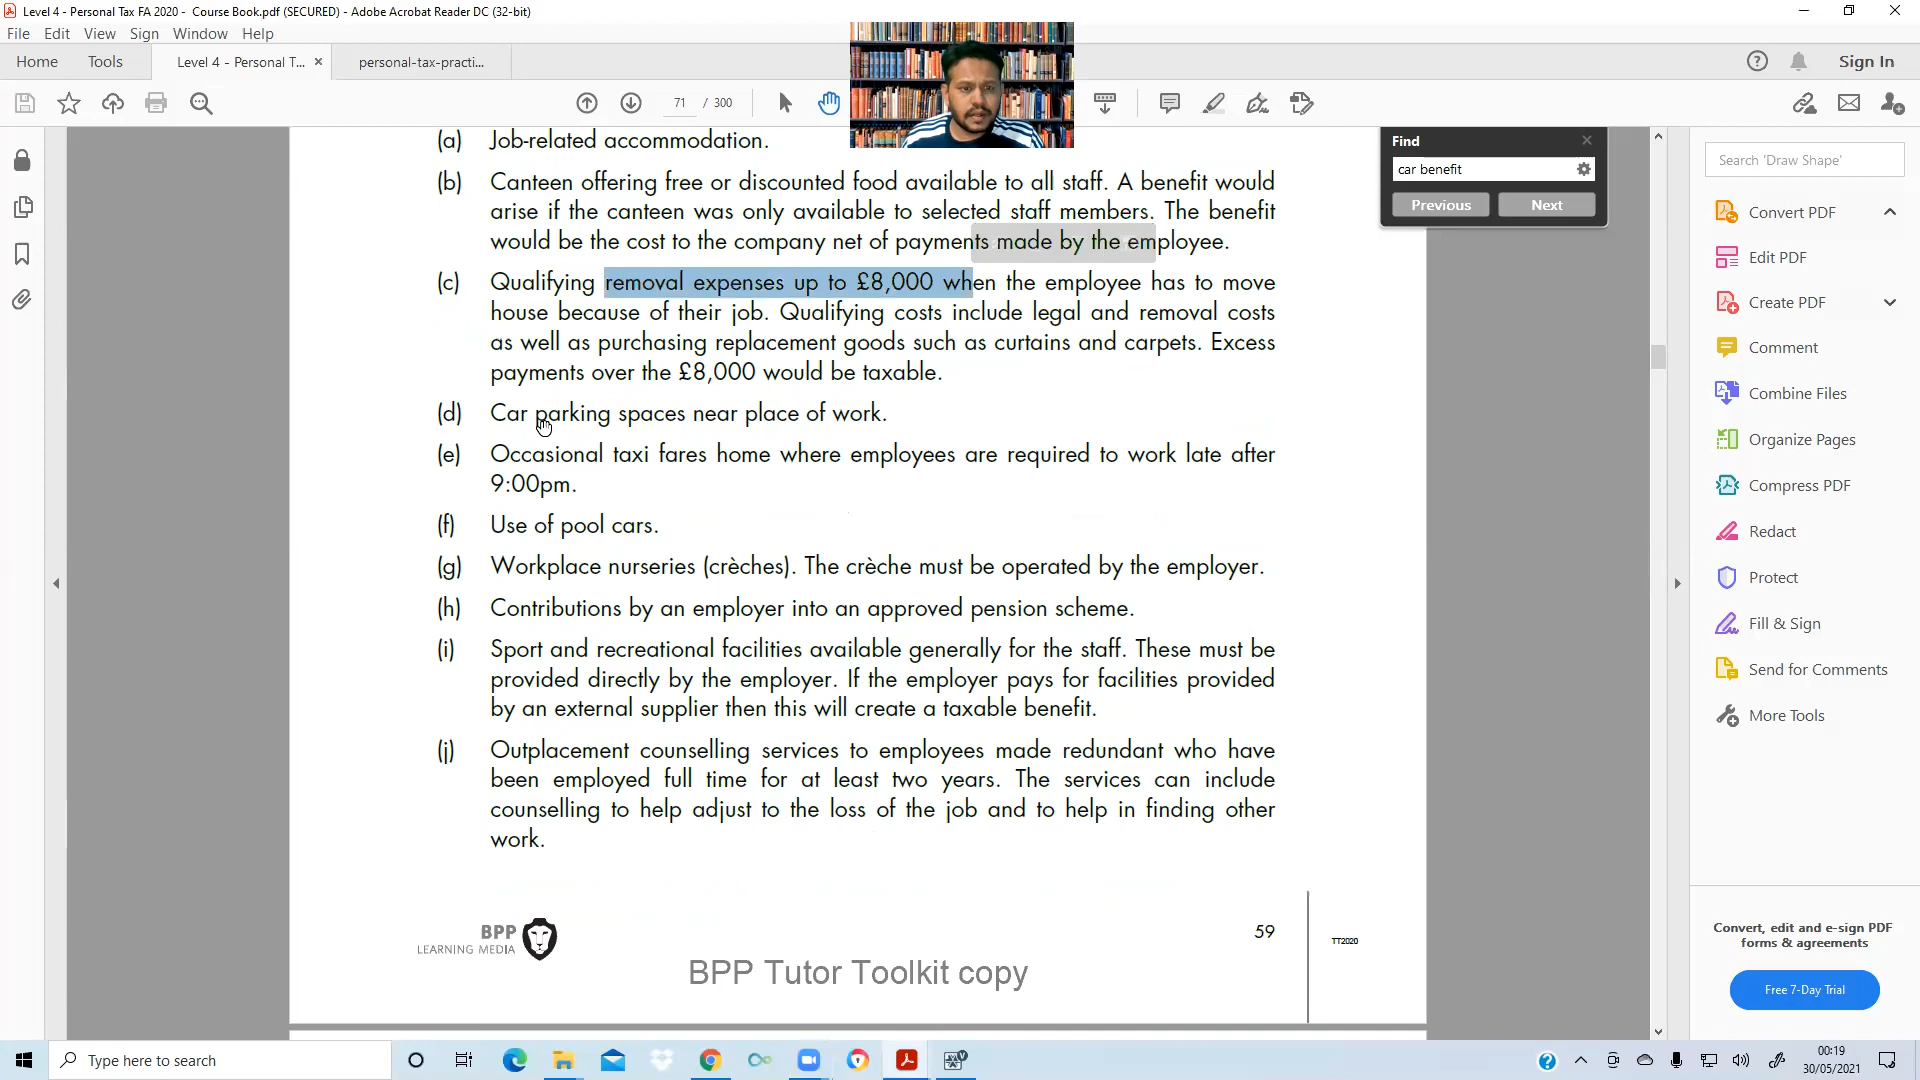 Level 4 - Personal Tax FA 2020 -  Course Book.pdf (SECURED) - Adobe Acrobat Reader DC (32-bit)
File Edit View Sign Window Help
Home Tools Level 4 - Personal T... × personal-tax-practi... Sign In
71 / 300
Find
car benefit
Previous Next
(a) Job-related accommodation.
(b) Canteen offering free or discounted food available to all staff. A benefit would
arise if the canteen was only available to selected staff members. The benefit
would be the cost to the company net of payments made by the employee.
(c) Qualifying removal expenses up to £8,000 when the employee has to move
house because of their job. Qualifying costs include legal and removal costs
as well as purchasing replacement goods such as curtains and carpets. Excess
payments over the £8,000 would be taxable.
(d) Car parking spaces near place of work.
(e) Occasional taxi fares home where employees are required to work late after
9:00pm.
(f) Use of pool cars.
(g) Workplace nurseries (crèches). The crèche must be operated by the employer.
(h) Contributions by an employer into an approved pension scheme.
(i) Sport and recreational facilities available generally for the staff. These must be
provided directly by the employer. If the employer pays for facilities provided
by an external supplier then this will create a taxable benefit.
(j) Outplacement counselling services to employees made redundant who have
been employed full time for at least two years. The services can include
counselling to help adjust to the loss of the job and to help in finding other
work.
BPP
LEARNING MEDIA
59
TT2020
BPP Tutor Toolkit copy
Search 'Draw Shape'
Convert PDF
Edit PDF
Create PDF
Comment
Combine Files
Organize Pages
Compress PDF
Redact
Protect
Fill & Sign
Send for Comments
More Tools
Convert, edit and e-sign PDF
forms & agreements
Free 7-Day Trial
Type here to search
00:19
30/05/2021